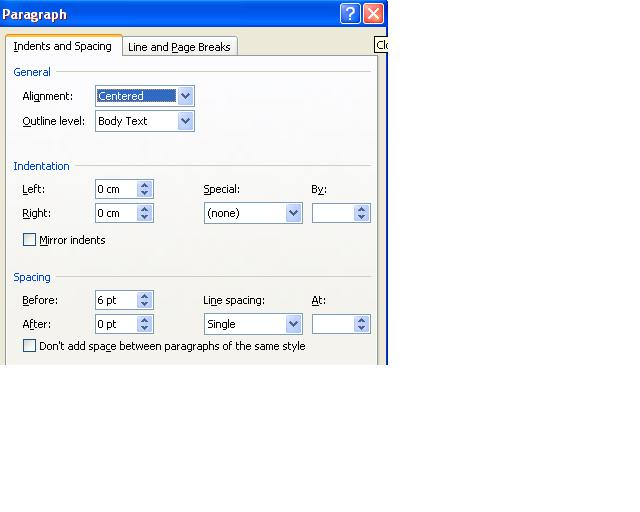 Paragraph
Indents and Spacing Line and Page Breaks
General
Alignment: Centered
Outline level: Body Text
Indentation
Left: 0 cm Special: By:
Right: 0 cm (none)
Mirror indents
Spacing
Before: 6 pt Line spacing: At:
After: 0 pt Single
Don't add space between paragraphs of the same style